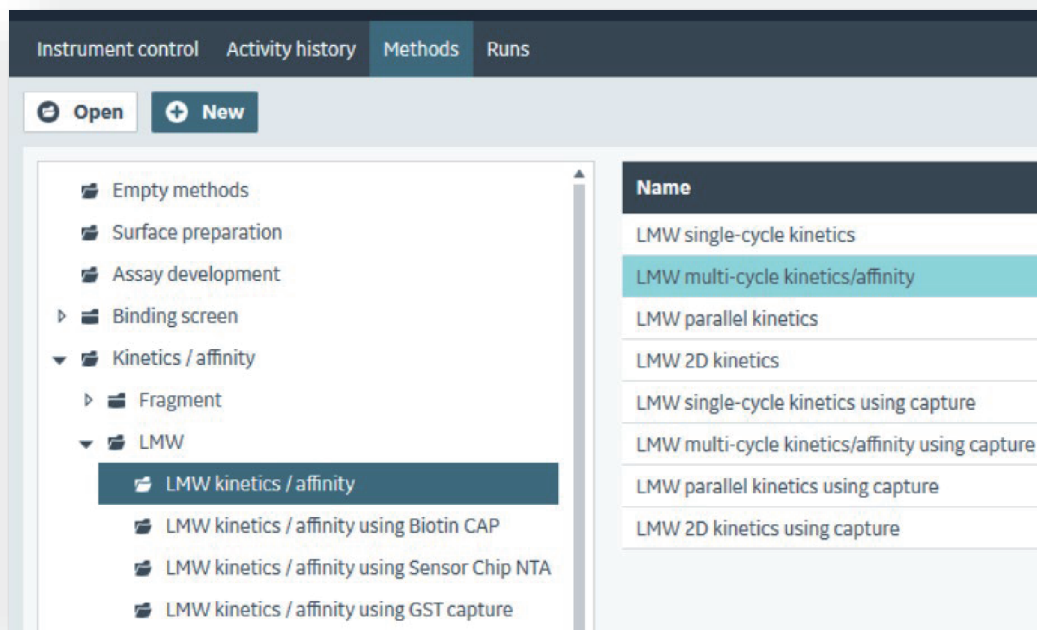 Instrument control Activity history Methods Runs
Open New
Empty methods
Surface preparation
Assay development
Binding screen
Kinetics / affinity
Fragment
LMW
LMW kinetics / affinity
LMW kinetics / affinity using Biotin CAP
LMW kinetics / affinity using Sensor Chip NTA
LMW kinetics / affinity using GST capture
Name
LMW single-cycle kinetics
LMW multi-cycle kinetics/affinity
LMW parallel kinetics
LMW 2D kinetics
LMW single-cycle kinetics using capture
LMW multi-cycle kinetics/affinity using capture
LMW parallel kinetics using capture
LMW 2D kinetics using capture